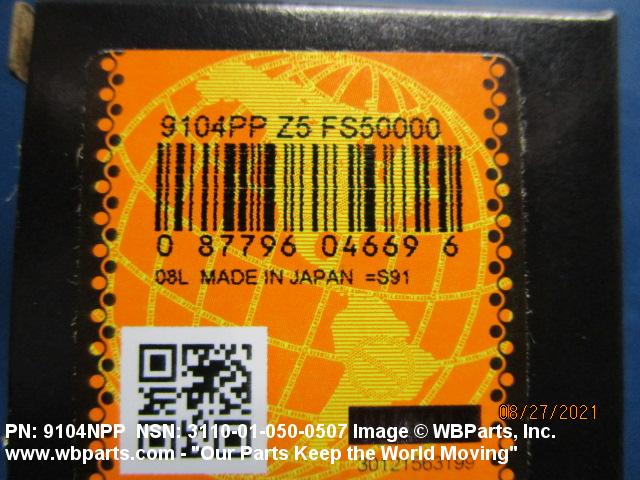 9104PP Z5 FS50000
0 87796 04669 6
08L MADE IN JAPAN =S91
08/27/2021
PN: 9104NPP NSN: 3110-01-050-0507 Image © WBParts, Inc.
www.wbparts.com - "Our Parts Keep the World Moving"
30121563199